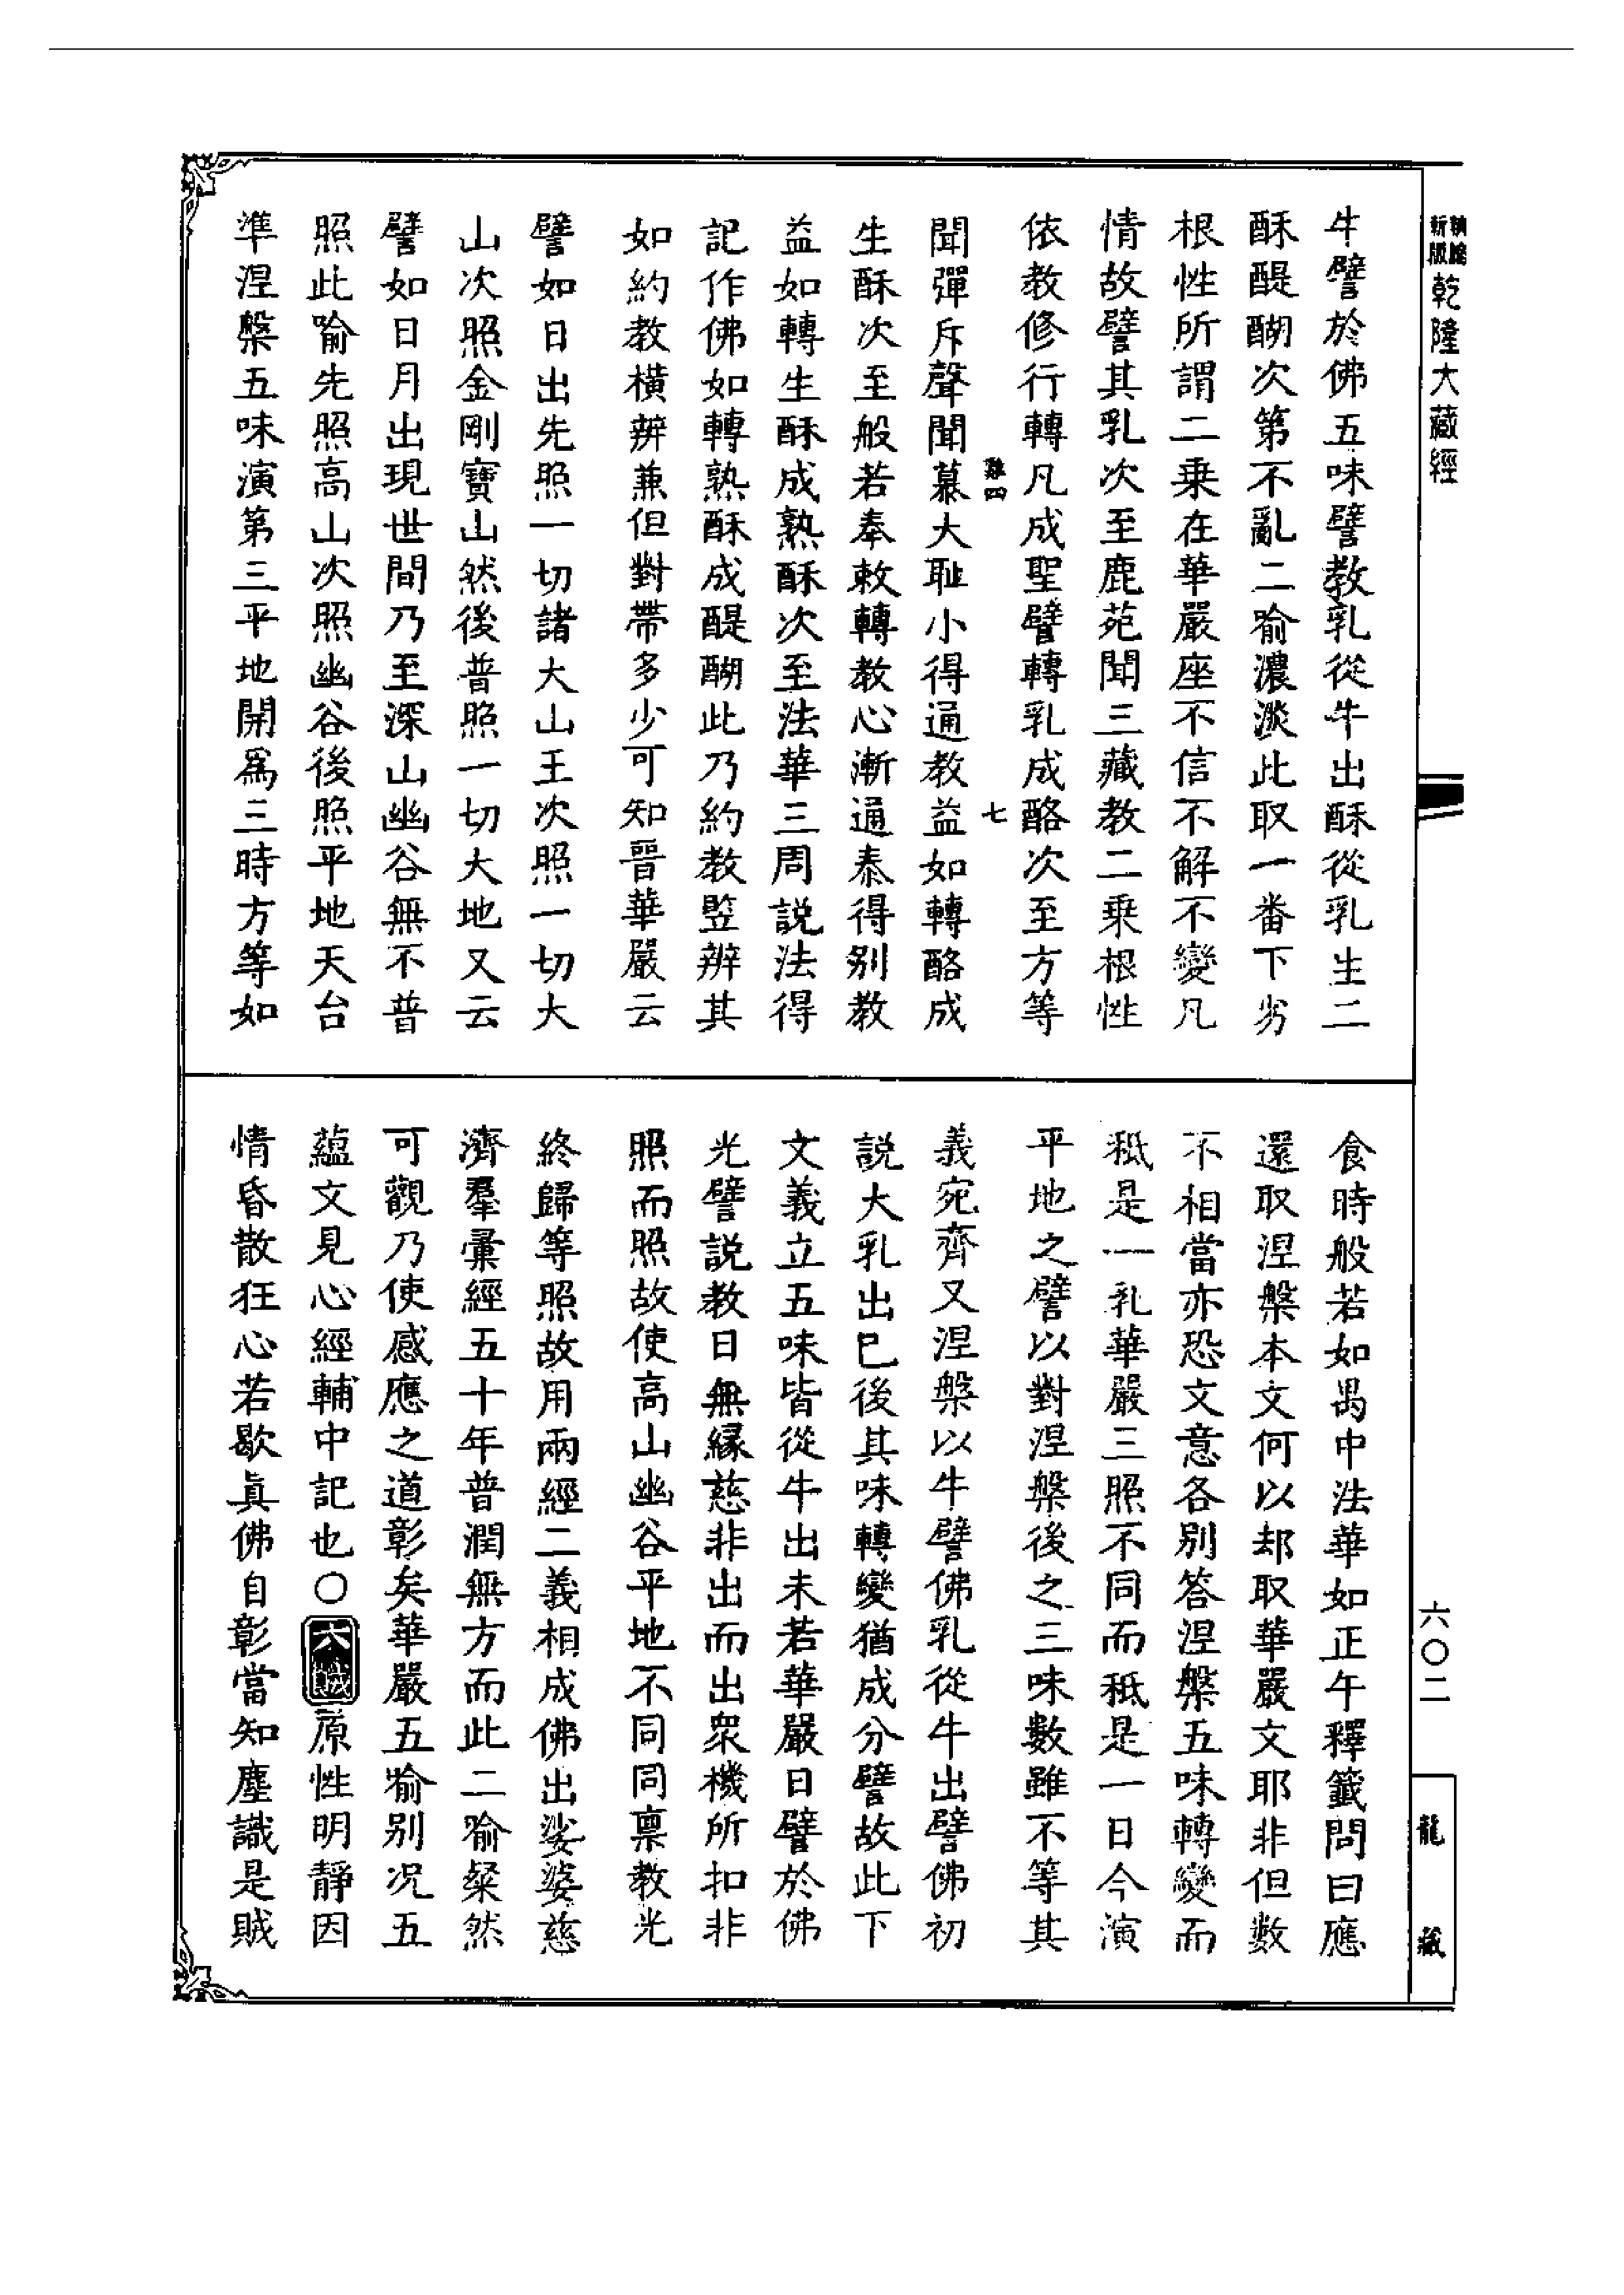 新版
乾隆大藏經
牛譬於佛五味譬教乳從牛出酥從乳生二
酥醍醐次第不亂二喻濃淡此取一番下劣
根性所謂二乗在華嚴座不信不解不變凡
情故譬其乳次至鹿苑聞三藏教二乗根性
依教修行轉凡成聖譬轉乳成酪次至方等
四 七
聞彈斥聲聞慕大耻小得通教益如轉酪成
生酥次至般若奉敕轉教心漸通泰得别教
益如轉生酥成熟酥次至法華三周説法得
記作佛如轉熟酥成醍醐此乃約教竪辨其
如約教橫辨兼但對帶多少可知晉華嚴云
譬如日出先照一切諸大山王次照一切大
山次照金剛寶山然後普照一切大地又云
譬如日月出現世間乃至深山幽谷無不普
照此喻先照高山次照幽谷後照平地天台
準涅槃五味演第三平地開爲三時方等如
食時般若如禺中法華如正午釋籤問曰應
還取涅槃本文何以却取華嚴文耶非但數
不相當亦恐文意各別答涅槃五味轉變而
秖是一乳華嚴三照不同而秖是一日今演
平地之譬以對涅槃後之三味數雖不等其
義宛齊又涅槃以牛譬佛乳從牛出譬佛初
説大乳出已後其味轉變猶成分譬故此下
文義立五味皆從牛出未若華嚴日譬於佛
光譬説教日無緣慈非出而出衆機所扣非
照而照故使高山幽谷平地不同同稟教光
終歸等照故用兩經二義相成佛出娑婆慈
濟羣彙經五十年普潤無方而此二喻粲然
可觀乃使感應之道彰矣華嚴五喻别況五
蘊文見心經輔中記也〇六賊原性明靜因
情昏散狂心若歇真佛自彰當知塵識是賊
六〇二
龍藏